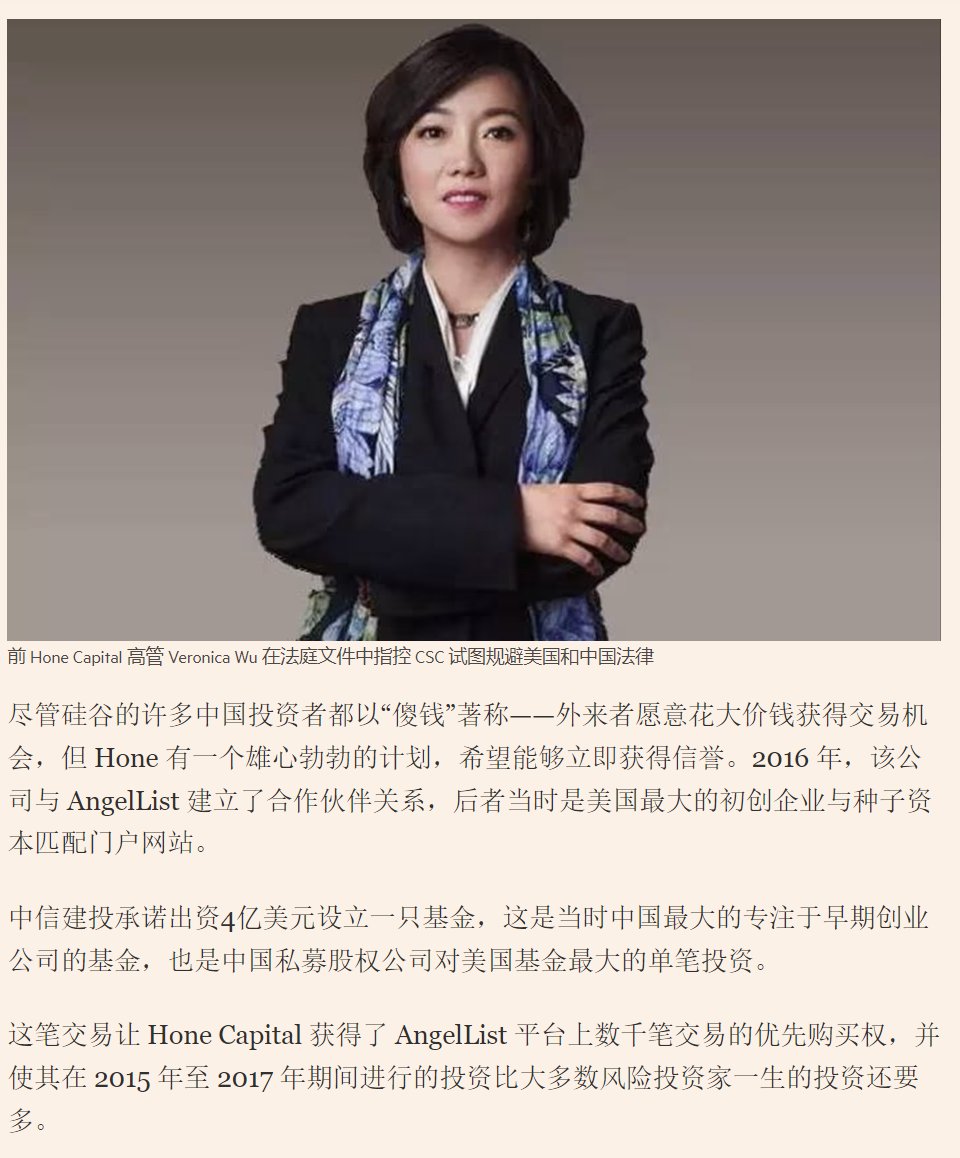 前 Hone Capital 高管 Veronica Wu 在法庭文件中指控 CSC 试图规避美国和中国法律
尽管硅谷的许多中国投资者都以“傻钱”著称——外来者愿意花大价钱获得交易机
会，但 Hone 有一个雄心勃勃的计划，希望能够立即获得信誉。2016 年，该公
司与 AngelList 建立了合作伙伴关系，后者当时是美国最大的初创企业与种子资
本匹配门户网站。
中信建投承诺出资4亿美元设立一只基金，这是当时中国最大的专注于早期创业
公司的基金，也是中国私募股权公司对美国基金最大的单笔投资。
这笔交易让 Hone Capital 获得了 AngelList 平台上数千笔交易的优先购买权，并
使其在 2015 年至 2017 年期间进行的投资比大多数风险投资家一生的投资还要
多。